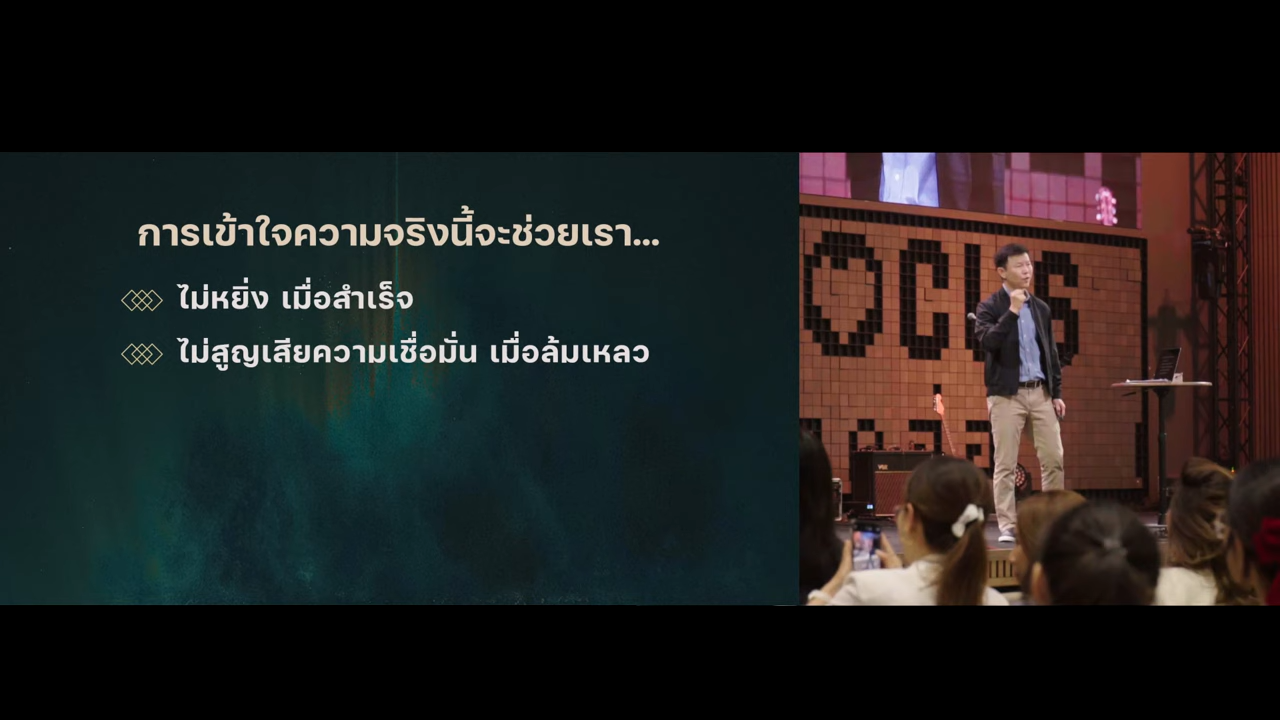 การเข้าใจความจริงนี้จะช่วยเรา...
ไม่หยิ่ง เมื่อสำเร็จ
ไม่สูญเสียความเชื่อมั่น เมื่อล้มเหลว
OCUS
VOX